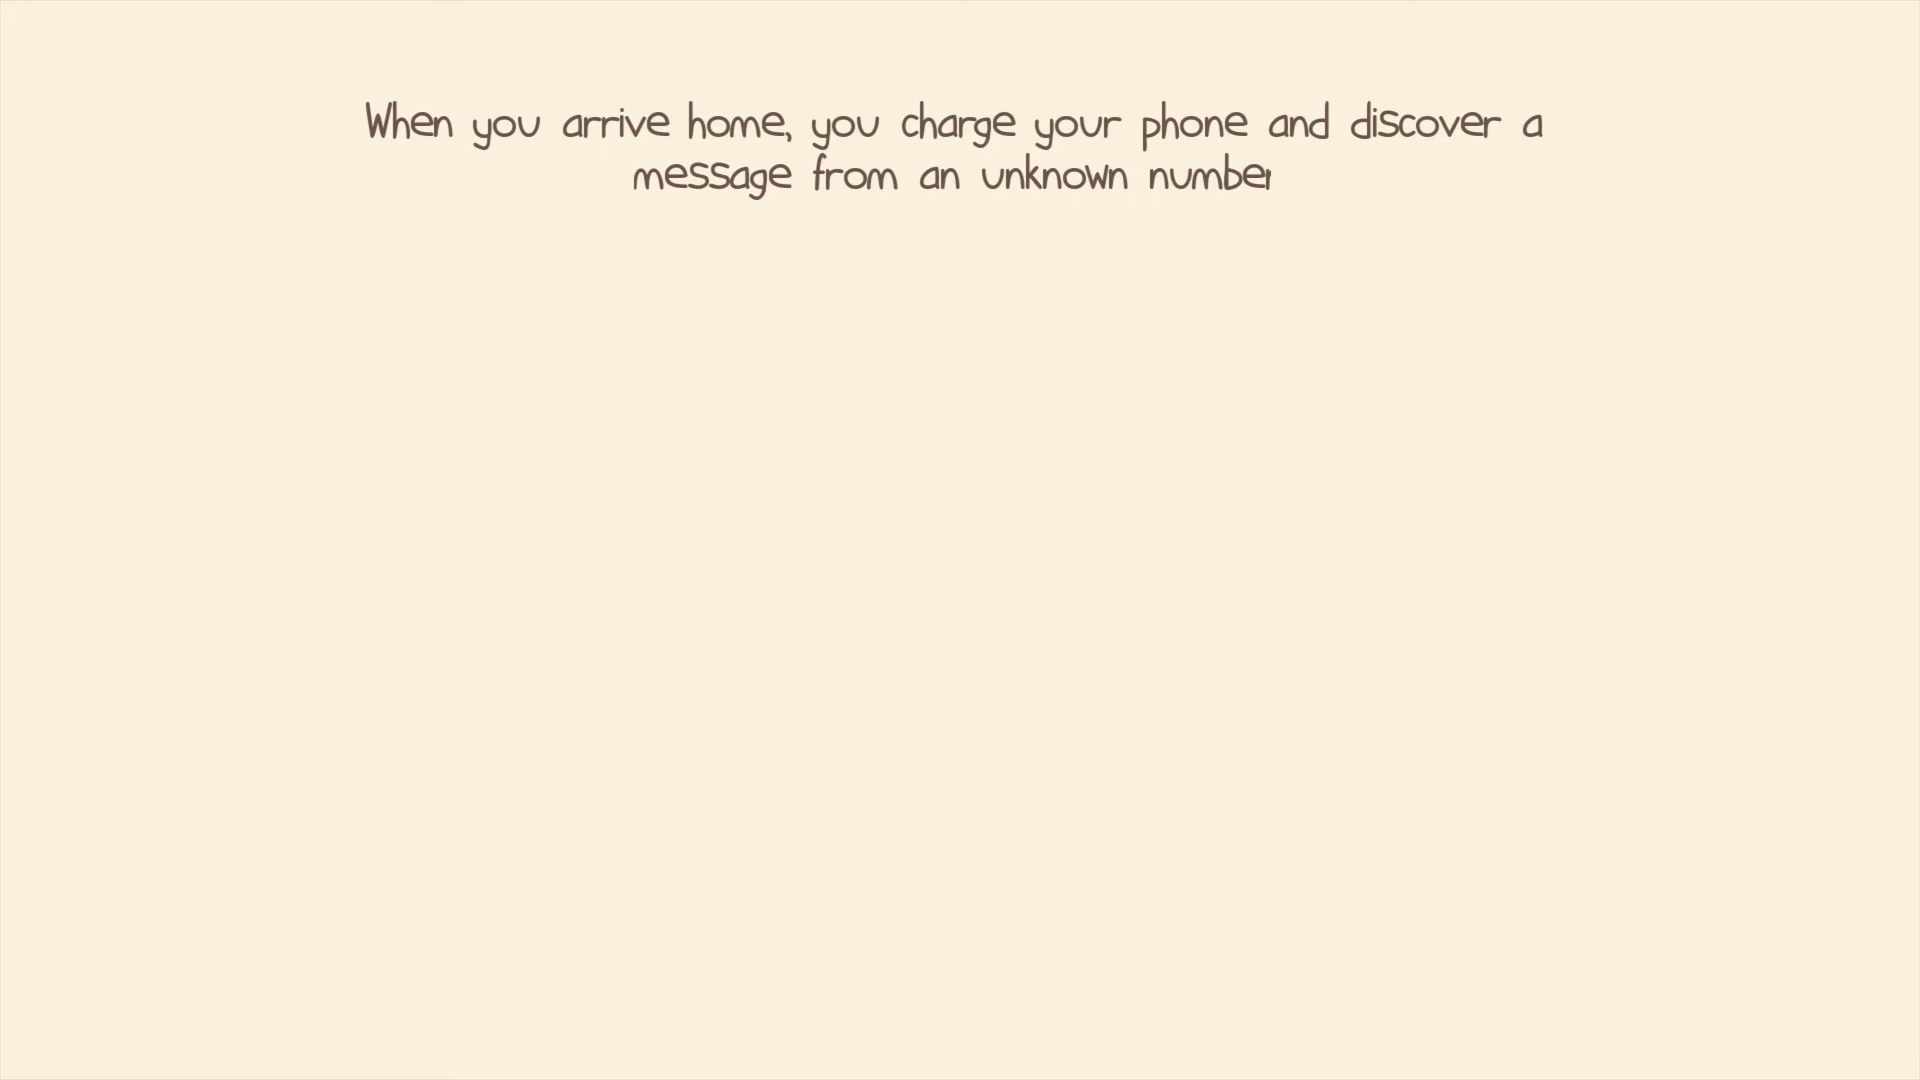 When you arrive home, you charge your phone and discover a
message from an unknown number